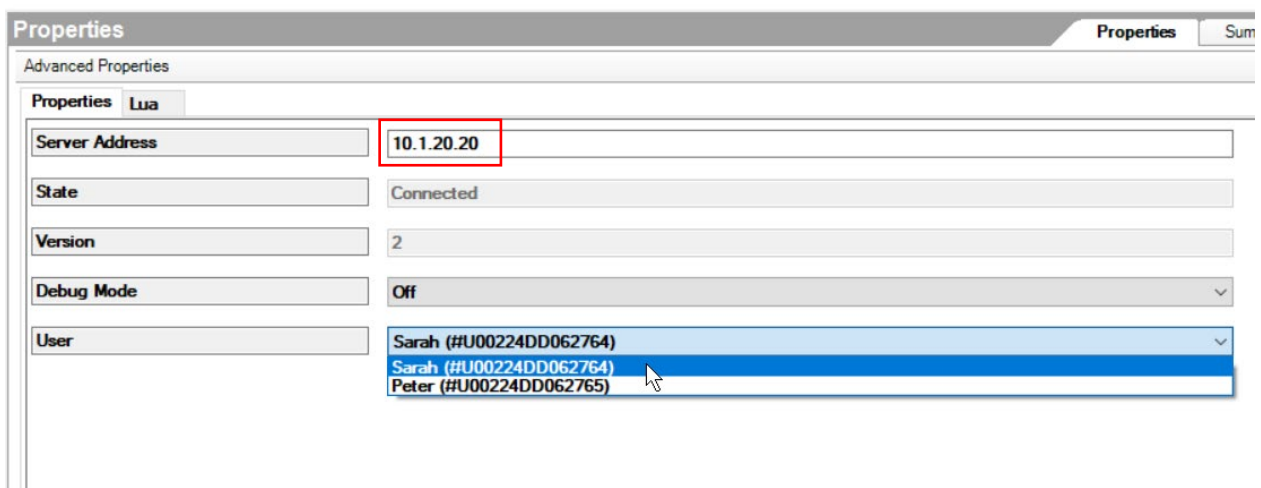 Properties
Properties Sum
Advanced Properties
Properties Lua
Server Address 10.1.20.20
State Connected
Version 2
Debug Mode Off
User Sarah (#U00224DD062764)
Sarah (#U00224DD062764)
Peter (#U00224DD062765)